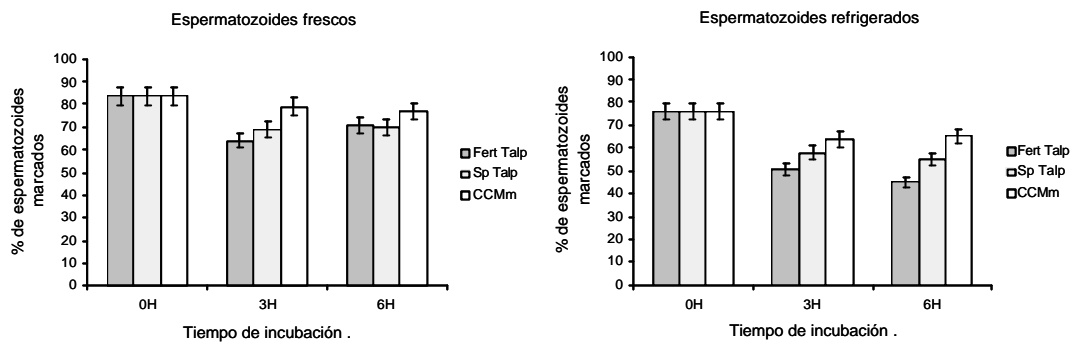 Espermatozoides frescos
% de espermatozoides
marcados
100
90
80
70
60
50
40
30
20
10
0
0H
3H
6H
Tiempo de incubación .
Fert Talp
Sp Talp
CCMm
Espermatozoides refrigerados
% de espermatozoides
marcados
100
90
80
70
60
50
40
30
20
10
0
0H
3H
6H
Tiempo de incubación .
Fert Talp
Sp Talp
CCMm